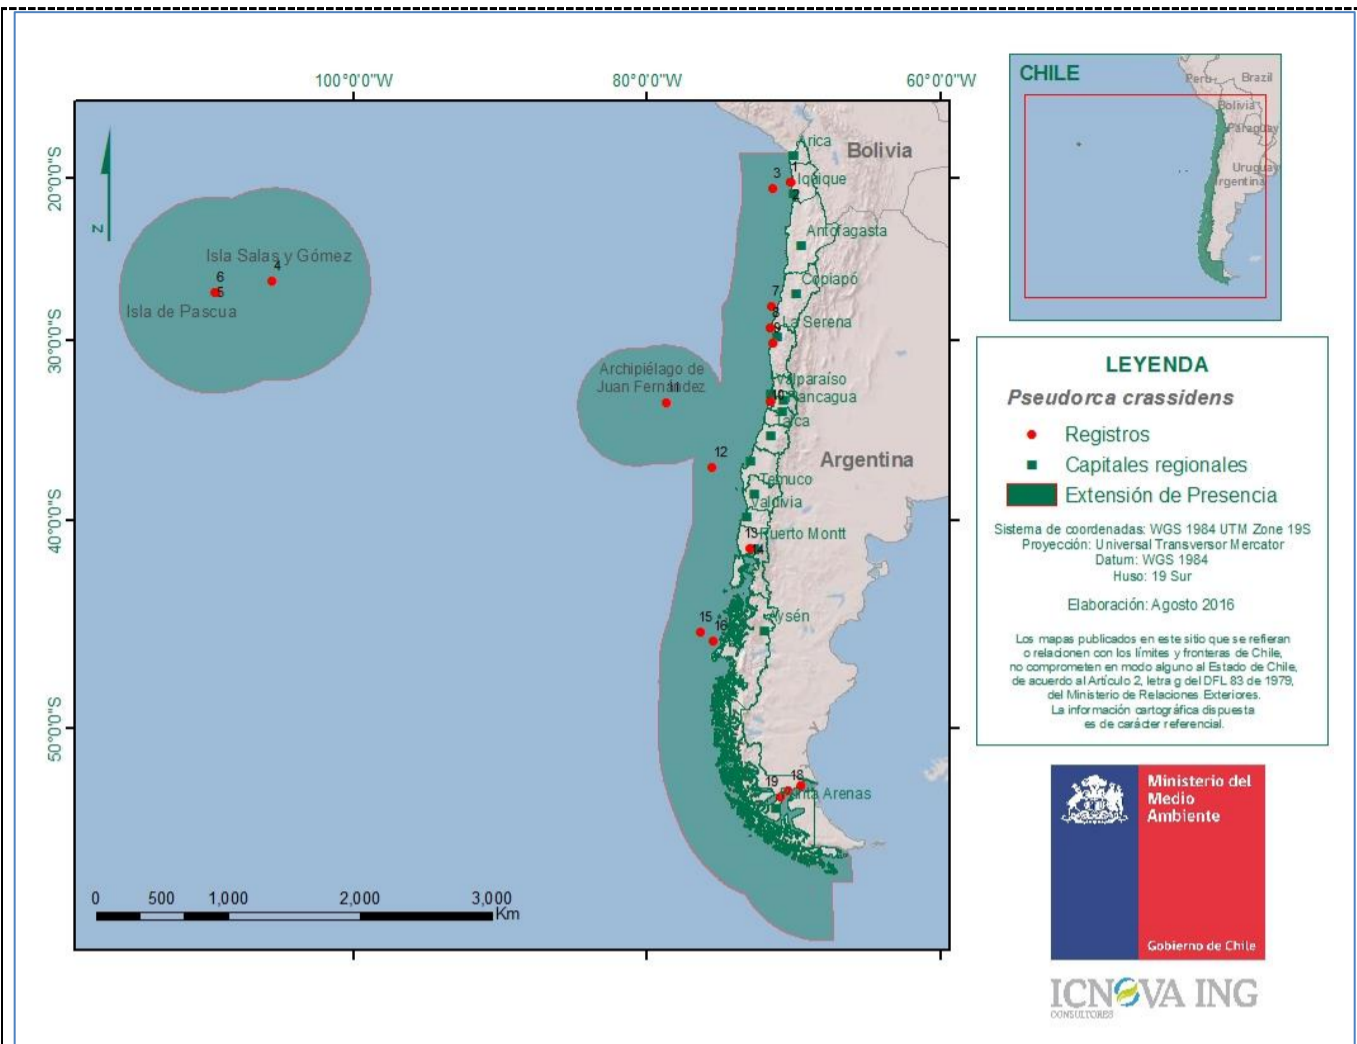 100°0'0"W
80°0'0"W
60°0'0"W
20°0'0"S
30°0'0"S
40°0'0"S
50°0'0"S
N
Arica
Bolivia
1
3
Iquique
2
Antofagasta
Isla Salas y Gómez
4
6
5
Isla de Pascua
Copiapó
7
8
9
La Serena
Archipiélago de
Juan Fernández
11
Valparaíso
10
Rancagua
Talca
12
Argentina
Temuco
Valdivia
13
Puerto Montt
14
15
16
Aysén
18
19
Punta Arenas
0 500 1,000 2,000 3,000
Km
CHILE
Peru
Brazil
Bolivia
Paraguay
Uruguay
Argentina
LEYENDA
Pseudorca crassidens
Registros
Capitales regionales
Extensión de Presencia
Sistema de coordenadas: WGS 1984 UTM Zone 19S
Proyección: Universal Transversor Mercator
Datum: WGS 1984
Huso: 19 Sur
Elaboración: Agosto 2016
Los mapas publicados en este sitio que se refieran
o relacionen con los límites y fronteras de Chile,
no comprometen en modo alguno al Estado de Chile,
de acuerdo al Artículo 2, letra g del DFL 83 de 1979,
del Ministerio de Relaciones Exteriores.
La información cartográfica dispuesta
es de carácter referencial.
Ministerio del
Medio
Ambiente
Gobierno de Chile
ICNOVA ING
CONSULTORES